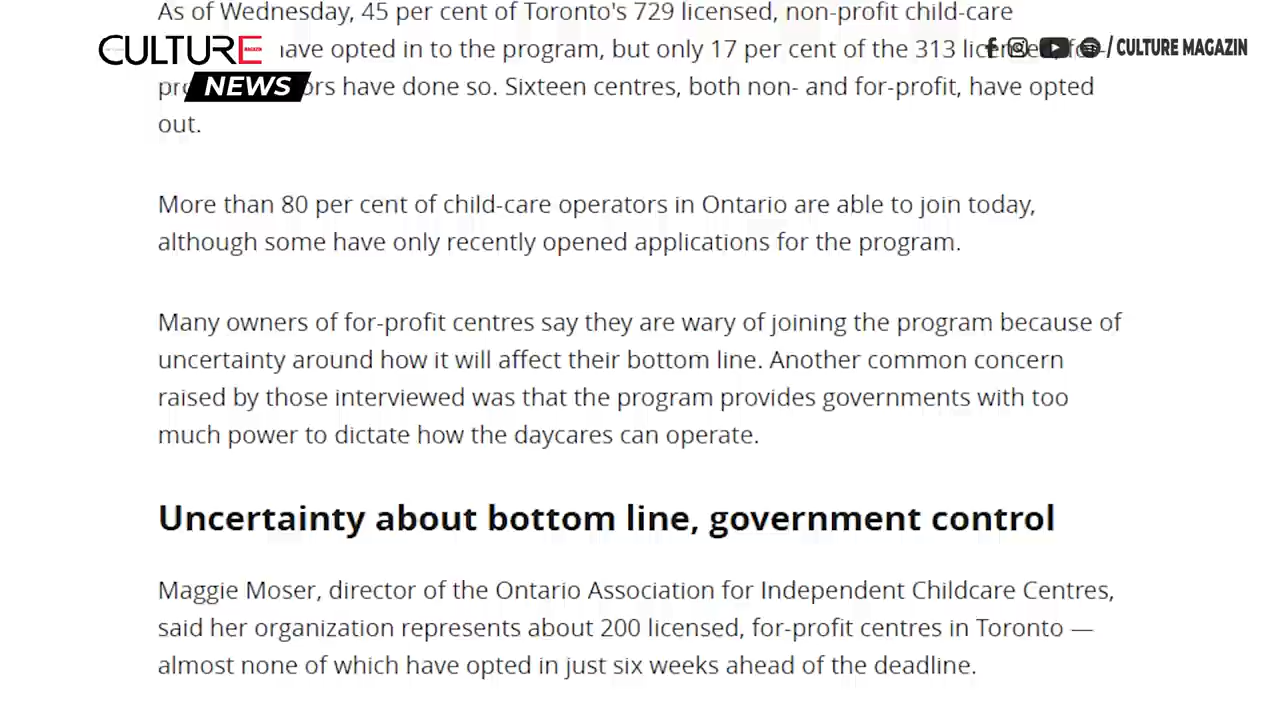 As of Wednesday, 45 per cent of Toronto's 729 licensed, non-profit child-care
CULTURE
have opted in to the program, but only 17 per cent of the 313
/ CULTURE MAGAZIN
NEWS
have done so. Sixteen centres, both non- and for-profit, have opted
out.
More than 80 per cent of child-care operators in Ontario are able to join today,
although some have only recently opened applications for the program.
Many owners of for-profit centres say they are wary of joining the program because of
uncertainty around how it will affect their bottom line. Another common concern
raised by those interviewed was that the program provides governments with too
much power to dictate how the daycares can operate.
Uncertainty about bottom line, government control
Maggie Moser, director of the Ontario Association for Independent Childcare Centres,
said her organization represents about 200 licensed, for-profit centres in Toronto —
almost none of which have opted in just six weeks ahead of the deadline.